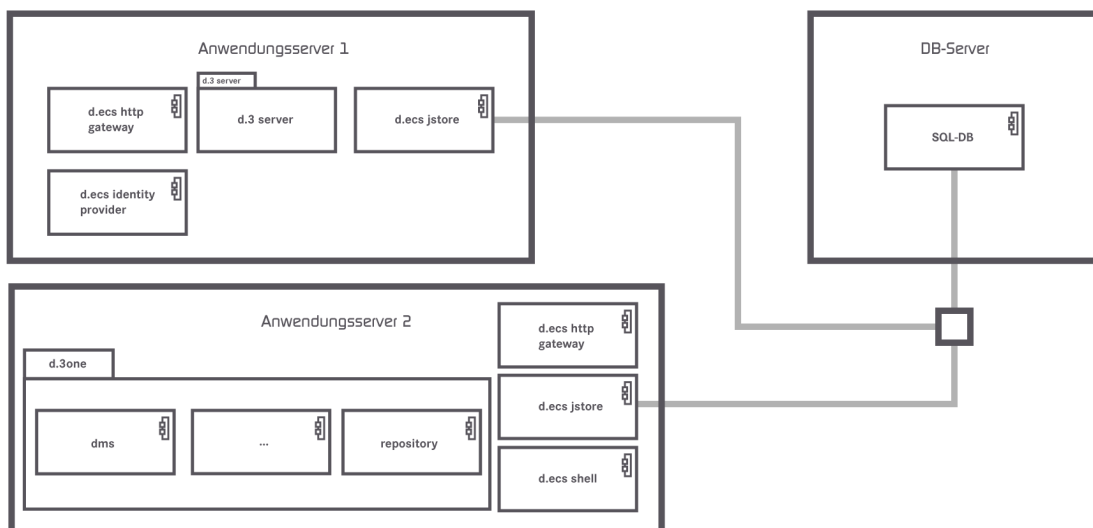 Anwendungsserver 1
d.ecs http
gateway
d.3 server
d.3 server
d.ecs jstore
d.ecs identity
provider
DB-Server
SQL-DB
Anwendungsserver 2
d.3one
dms
...
repository
d.ecs http
gateway
d.ecs jstore
d.ecs shell